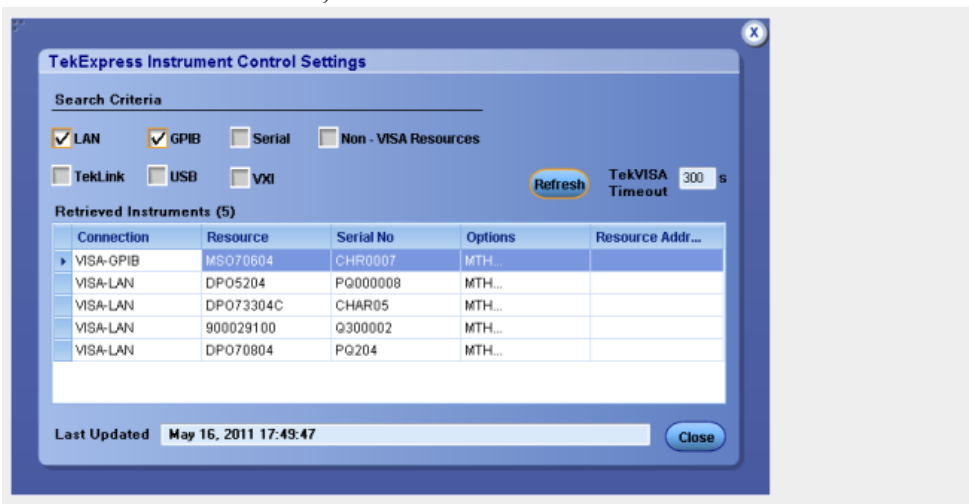 TekExpress Instrument Control Settings
x
Search Criteria
LAN GPIB Serial Non - VISA Resources
TekLink USB VXI
Refresh TekVISA Timeout 300 s
Retrieved Instruments (5)
Connection Resource Serial No Options Resource Addr...
VISA-GPIB MSO70604 CHR0007 MTH...
VISA-LAN DPO5204 PQ000008 MTH...
VISA-LAN DPO73304C CHAR05 MTH...
VISA-LAN 900029100 Q300002 MTH...
VISA-LAN DPO70804 PQ204 MTH...
Last Updated May 16, 2011 17:49:47
Close